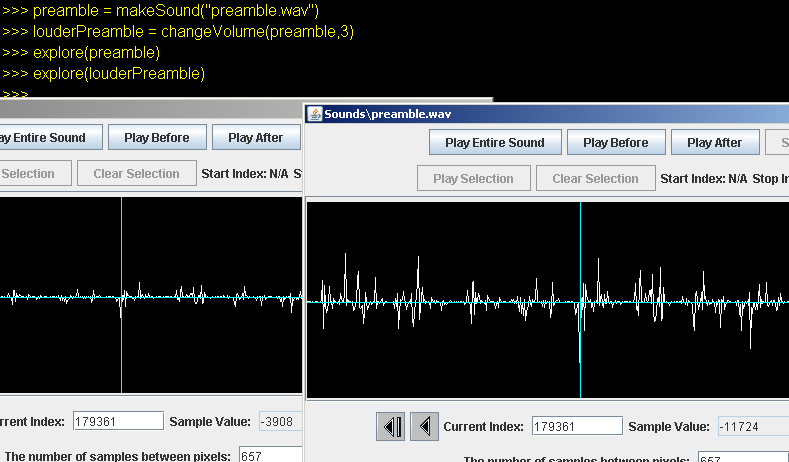 >>> preamble = makeSound("preamble.wav")
>>> louderPreamble = changeVolume(preamble,3)
>>> explore(preamble)
>>> explore(louderPreamble)
>>>
Sounds\preamble.wav
ay Entire Sound Play Before Play After
Selection Clear Selection Start Index: N/A S
rrent Index: 179361 Sample Value: -3908
The number of samples between pixels: 657
Play Entire Sound Play Before Play After S
Play Selection Clear Selection Start Index: N/A Stop In
Current Index: 179361 Sample Value: -11724
The number of samples between pixels: 657